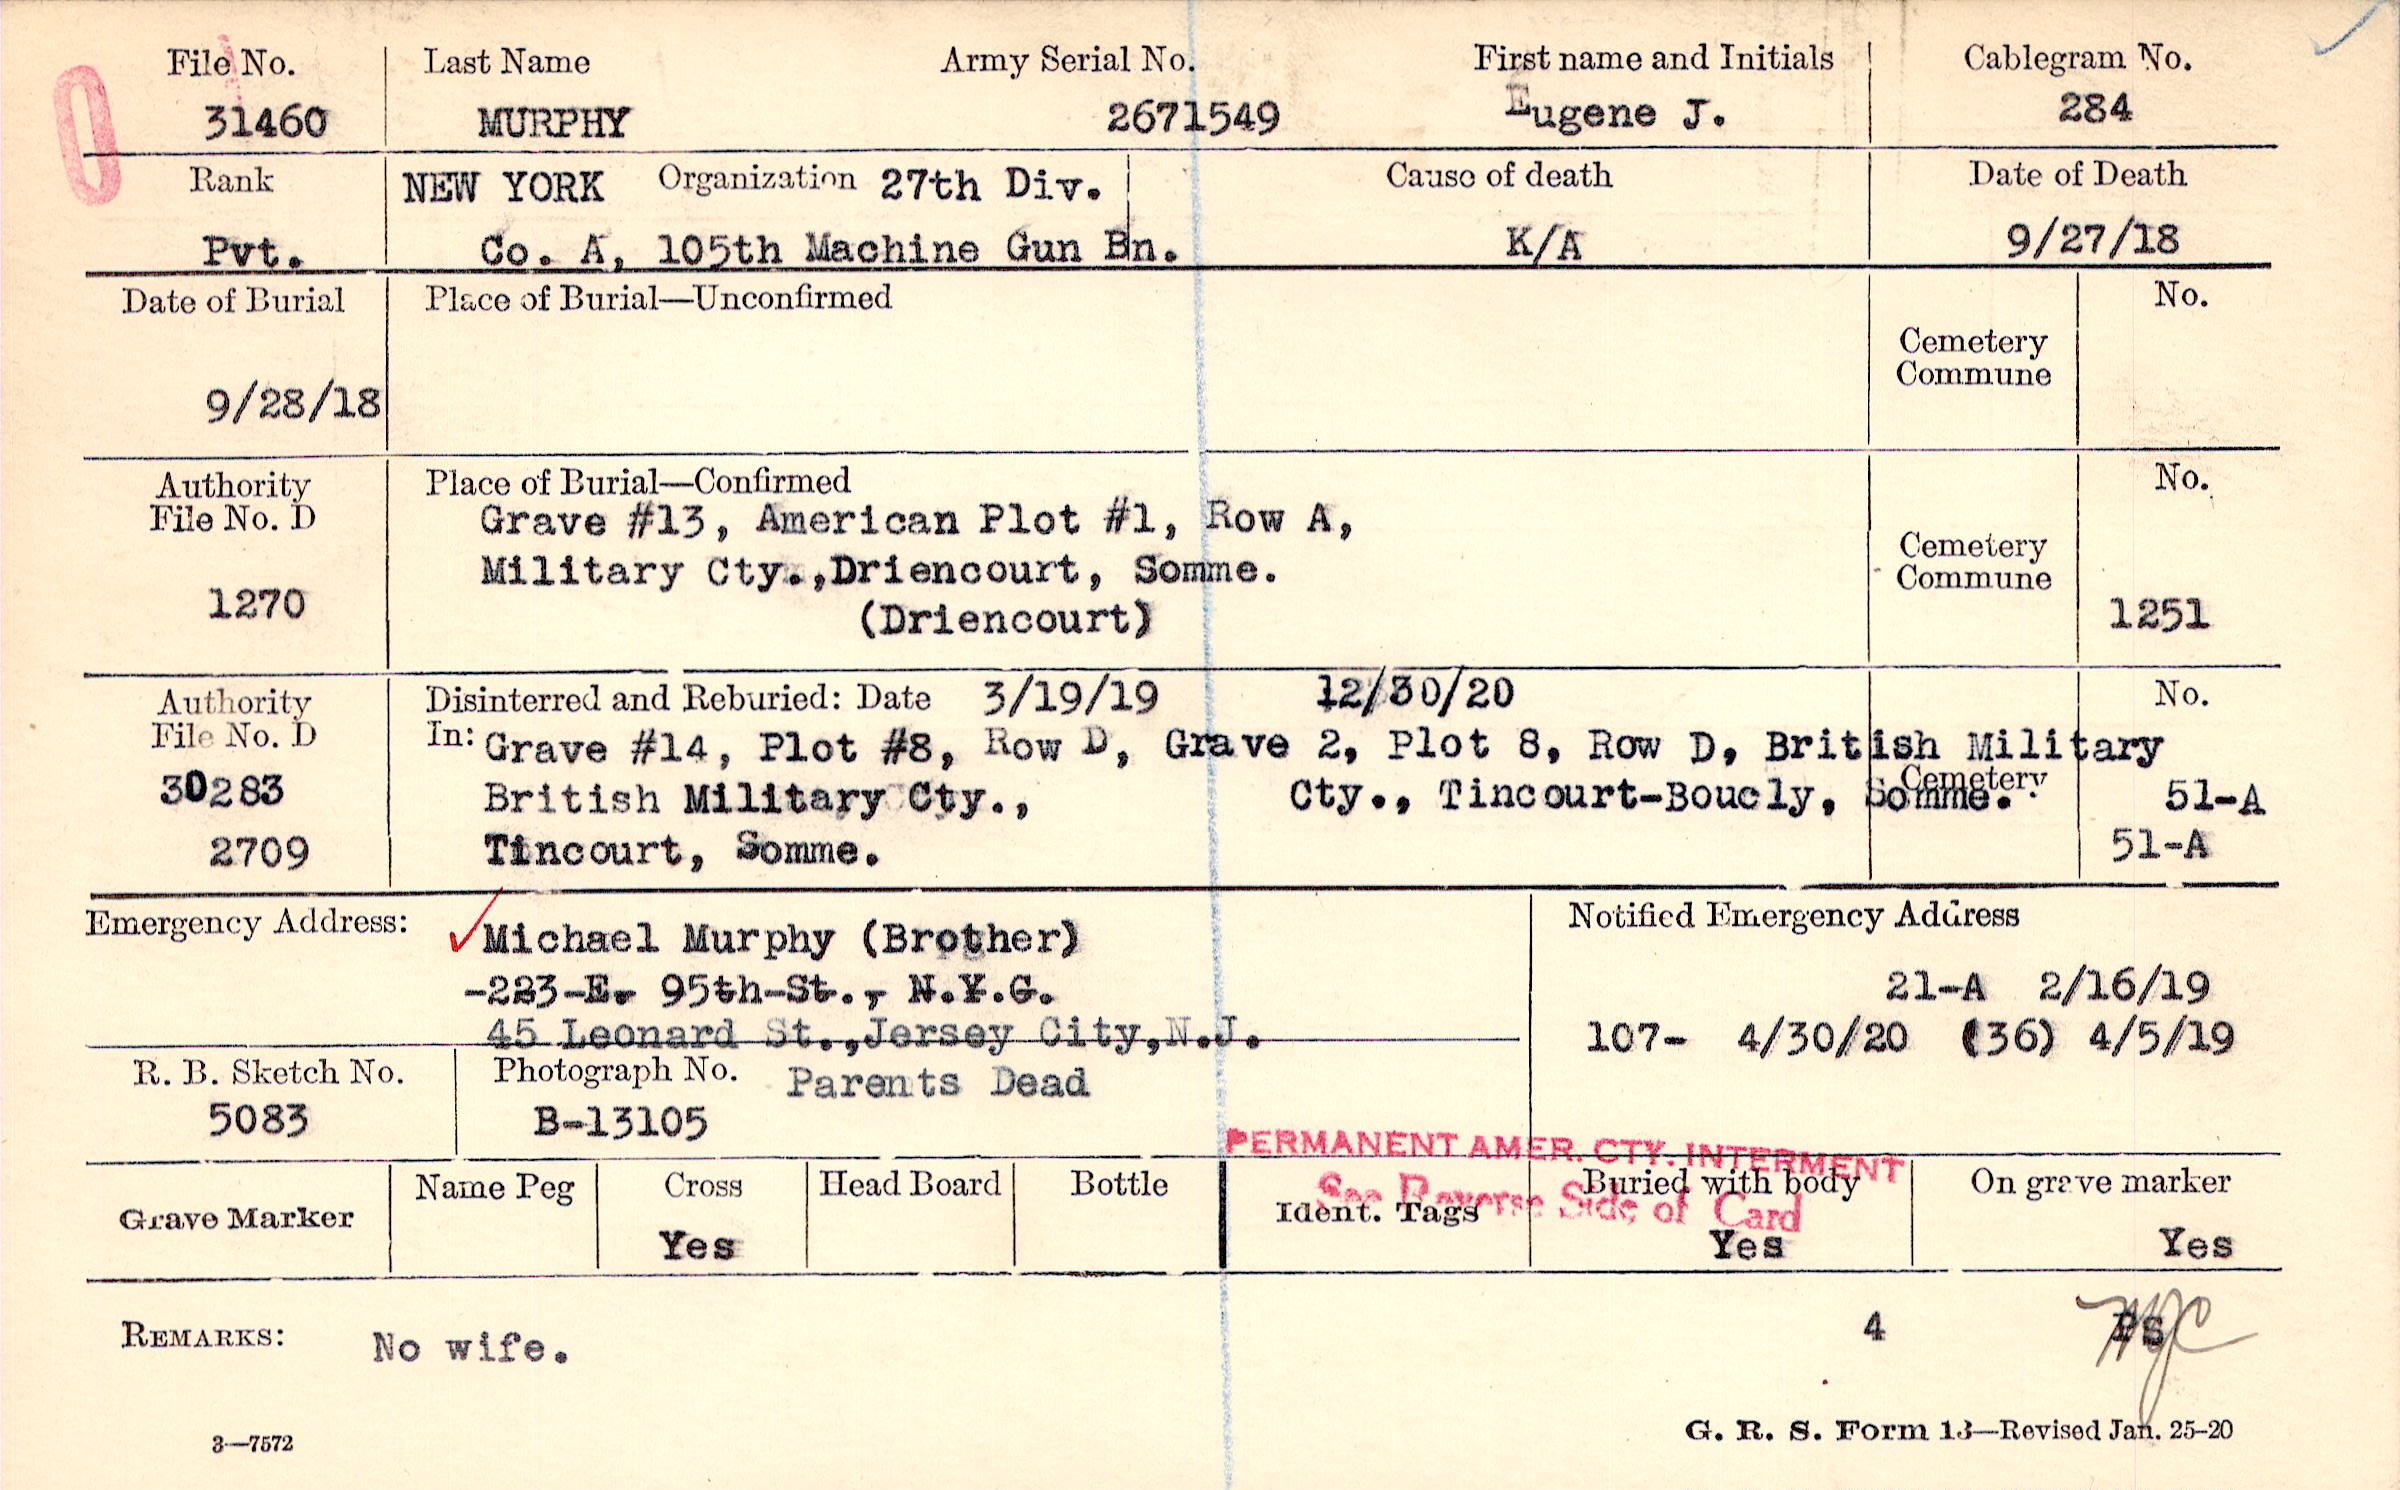 File No. Last Name Army Serial No. First name and Initials Cablegram No.
31460 MURPHY 2671549 Eugene J. 284
Rank NEW YORK Organization 27th Div. Cause of death Date of Death
Pvt. Co. A, 105th Machine Gun Bn. K/A 9/27/18
Date of Burial Place of Burial—Unconfirmed No.
Cemetery
Commune
9/28/18
Authority Place of Burial—Confirmed No.
File No. D Grave #13, American Plot #1, Row A,
Cemetery
Military Cty.,Driencourt, Somme. Commune
1270 (Driencourt) 1251
Authority Disinterred and Reburied: Date 3/19/19 12/30/20 No.
File No. D In: Grave #14, Plot #8, Row D, Grave 2, Plot 8, Row D, British Military
Cemetery
30283 British Military Cty., Cty., Tincourt-Boucly, Somme. 51-A
2709 Tincourt, Somme. 51-A
Emergency Address: Michael Murphy (Brother) Notified Emergency Address
-223-E. 95th-St., N.Y.C. 21-A 2/16/19
45 Leonard St.,Jersey City,N.J. 107- 4/30/20 (36) 4/5/19
R. B. Sketch No. Photograph No. Parents Dead
5083 B-13105
PERMANENT AMER. CTY. INTERMENT
See Reverse Side of Card
Name Peg Cross Head Board Bottle Buried with body On grave marker
Grave Marker Ident. Tags
Yes Yes Yes
REMARKS: No wife. 4 PS
3—7572 G. R. S. Form 13—Revised Jan. 25-20